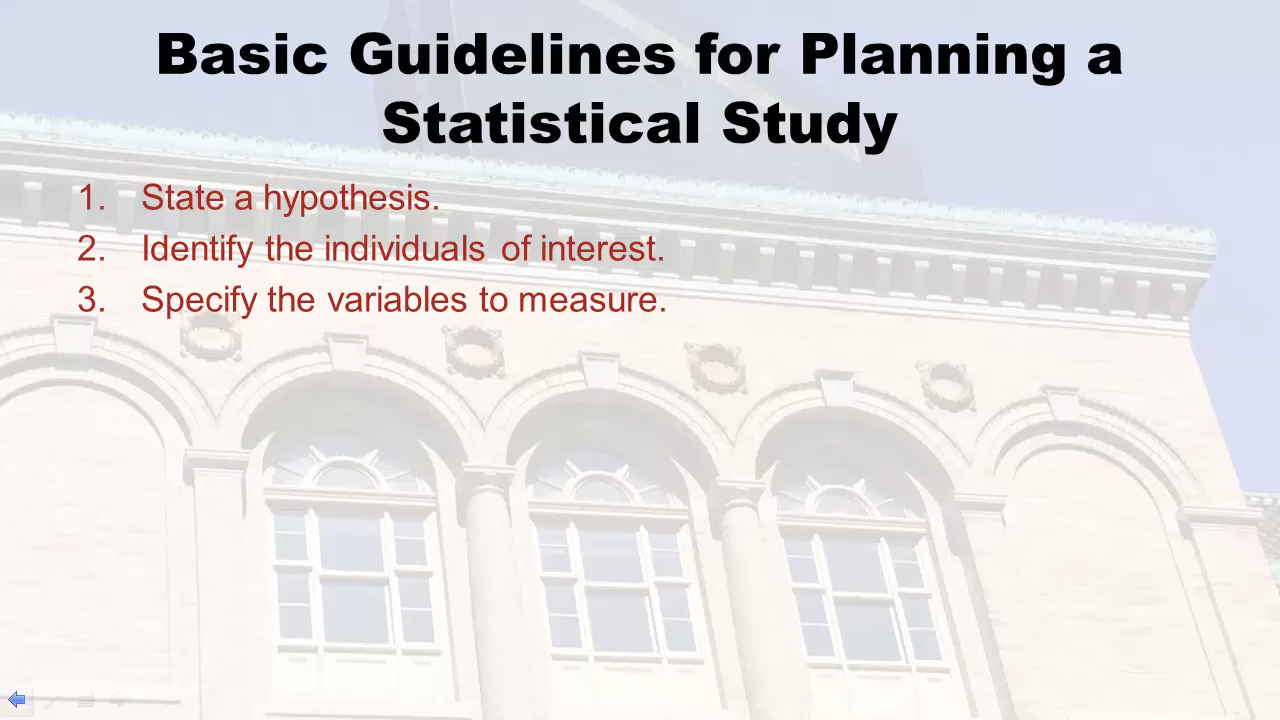 Basic Guidelines for Planning a
Statistical Study
1. State a hypothesis.
2. Identify the individuals of interest.
3. Specify the variables to measure.